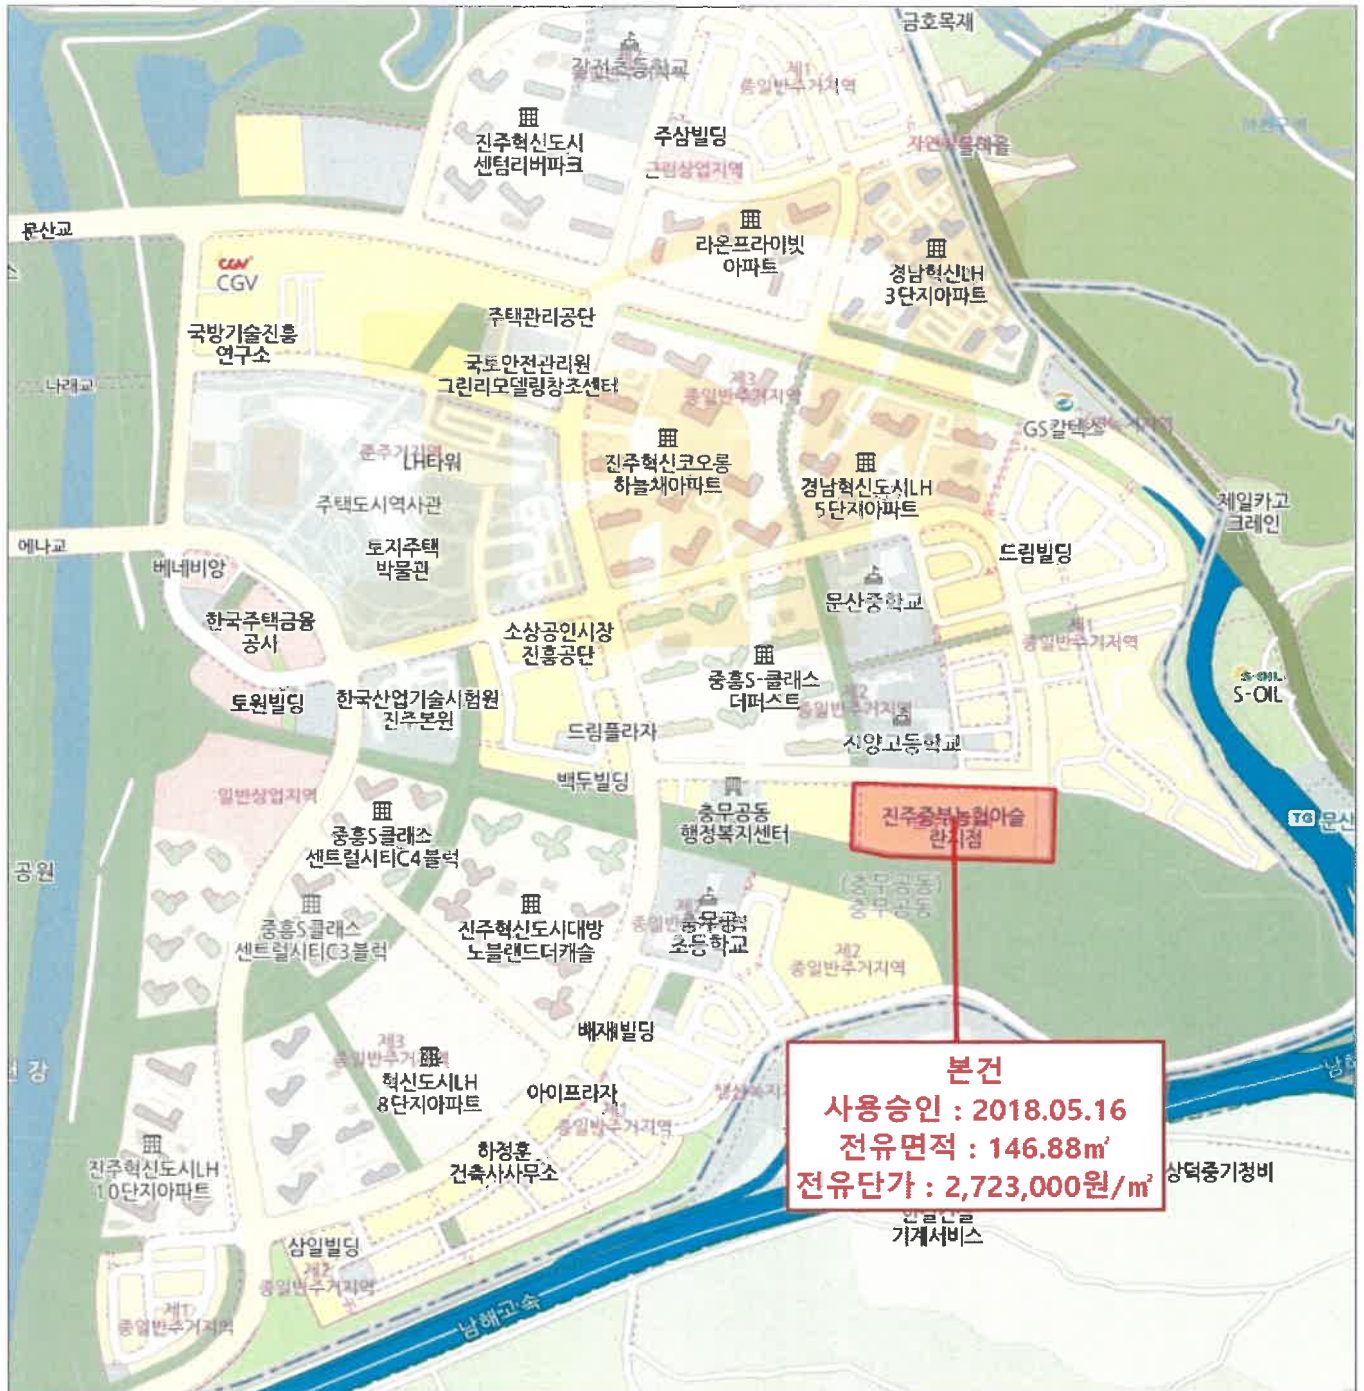 금호목재
제1
종일반주거지역
진주혁신도시
센텀리버파크
주삼빌딩
근린상업지역
문산교
라온프라이빗
아파트
경남혁신LH
3단지아파트
CGV
CGV
주택관리공단
국방기술진흥
연구소
국토안전관리원
그린리모델링창조센터
나래교
제3
종일반주거지역
GS칼텍스
준주거지역
LH타워
진주혁신코오롱
하늘채아파트
경남혁신도시LH
5단지아파트
주택도시역사관
제일카고
크레인
에나교
베네비앙
토지주택
박물관
드림빌딩
문산중학교
한국주택금융
공사
소상공인시장
진흥공단
제1
종일반주거지역
중흥S-클래스
더퍼스트
S-OIL
S-OIL
토원빌딩
한국산업기술시험원
진주본원
제2
종일반주거지역
드림플라자
진양고등학교
백두빌딩
일반상업지역
충무공동
행정복지센터
진주중부농협아슬
란지점
TG 문산
중흥S클래스
센트럴시티C4블럭
공원
(충무공동)
충무공동
중흥S클래스
센트럴시티C3블럭
진주혁신도시대방
노블랜드더캐슬
종일반주거지역
초등학교
제2
종일반주거지역
배재빌딩
강
제3
종일반주거지역
혁신도시LH
8단지아파트
아이프라자
제1
종일반주거지역
본건
사용승인 : 2018.05.16
전유면적 : 146.88㎡
전유단가 : 2,723,000원/㎡
남해
진주혁신도시LH
10단지아파트
하정훈
건축사사무소
상덕중기정비
기계서비스
삼일빌딩
제2
종일반주거지역
제1
종일반주거지역
남해고속